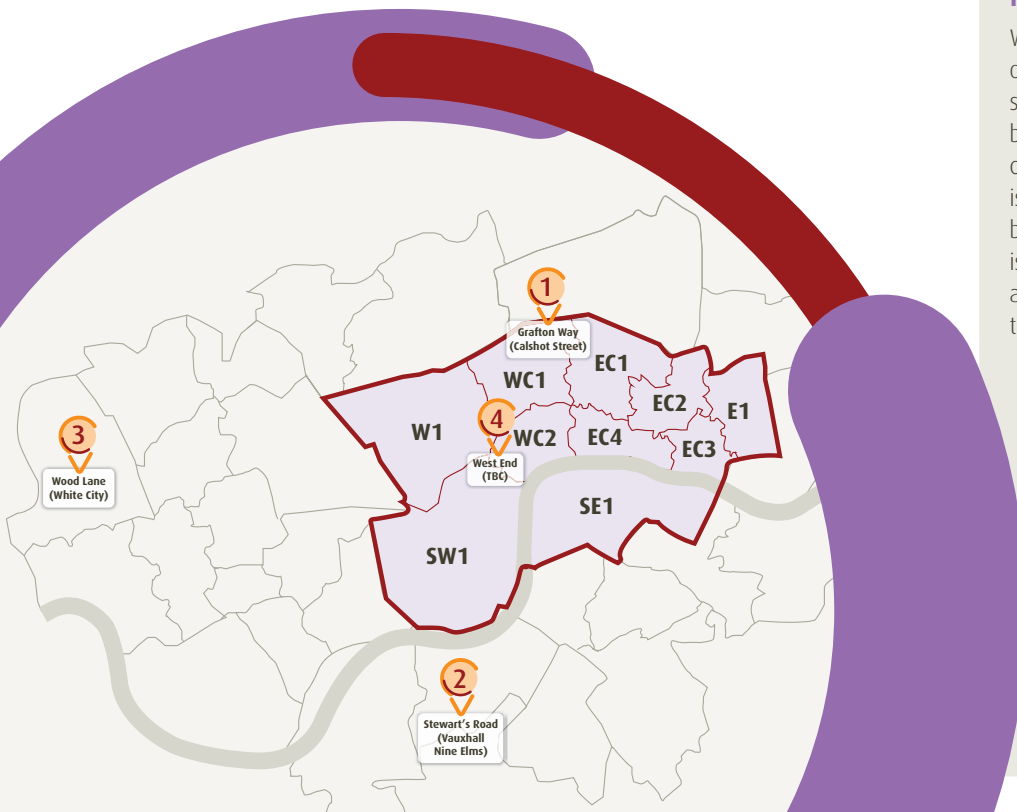 1
Grafton Way
(Calshot Street)
EC1
WC1
EC2
E1
4
W1
WC2
EC4
EC3
3
West End
(TBC)
Wood Lane
(White City)
SE1
SW1
2
Stewart's Road
(Vauxhall
Nine Elms)